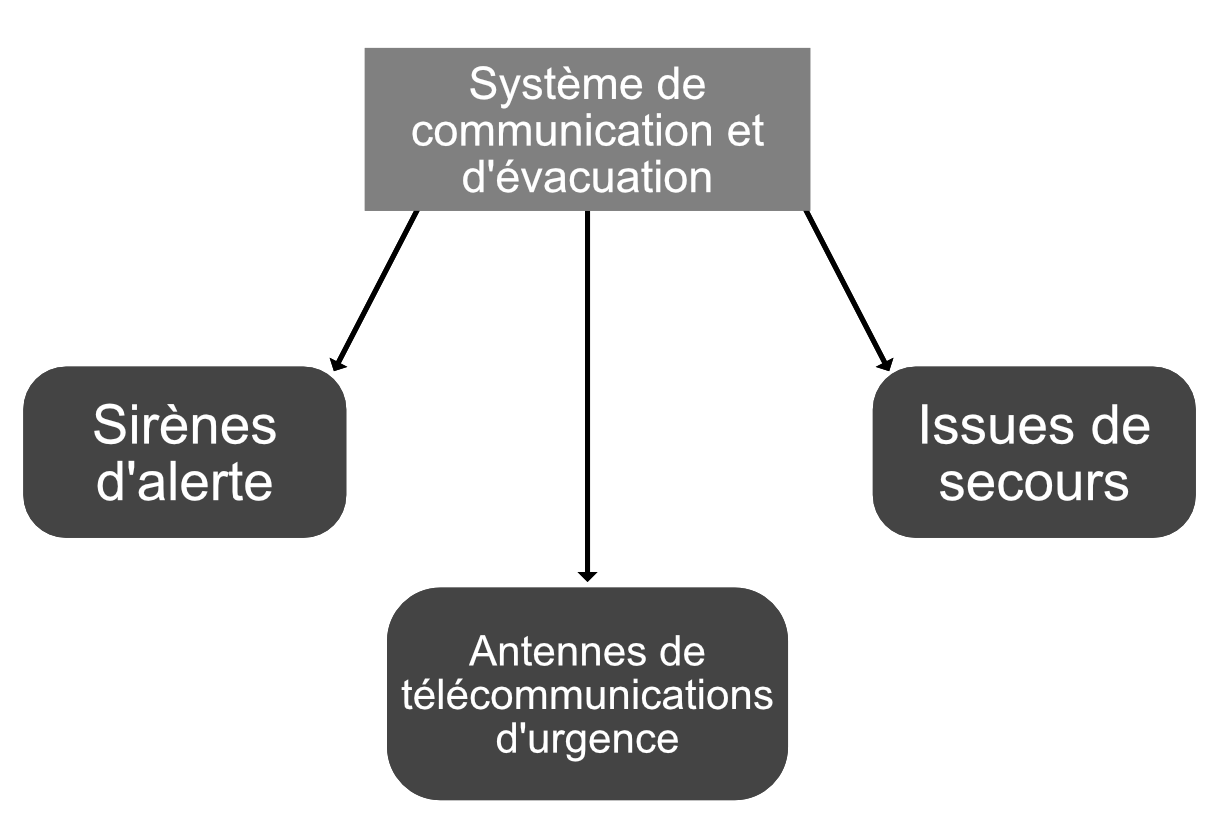 Système de
communication et
d'évacuation
Sirènes
d'alerte
Issues de
secours
Antennes de
télécommunications
d'urgence